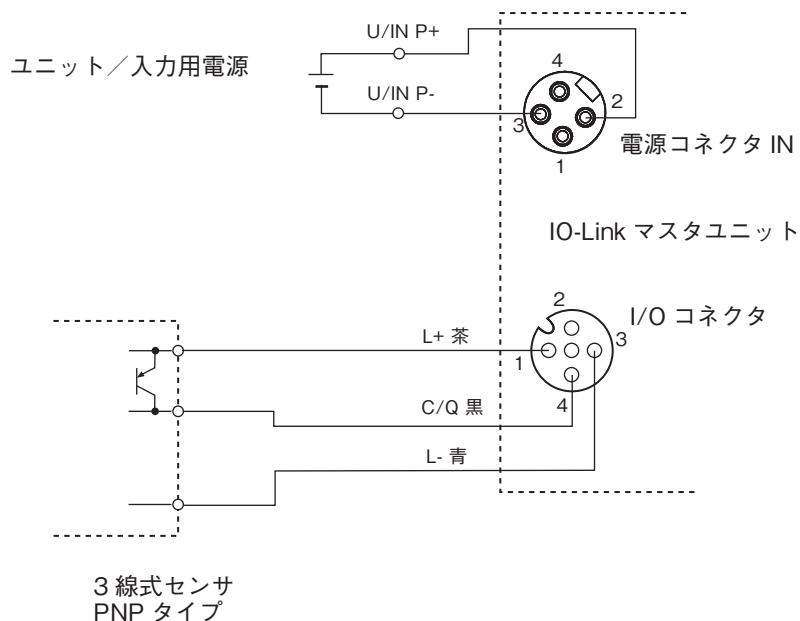 U/IN P+
ユニット／入力用電源
U/IN P-
4
2
3
1
電源コネクタ IN
IO-Link マスタユニット
2
I/O コネクタ
3
L+ 茶
1
C/Q 黒
4
L- 青
3 線式センサ
PNP タイプ